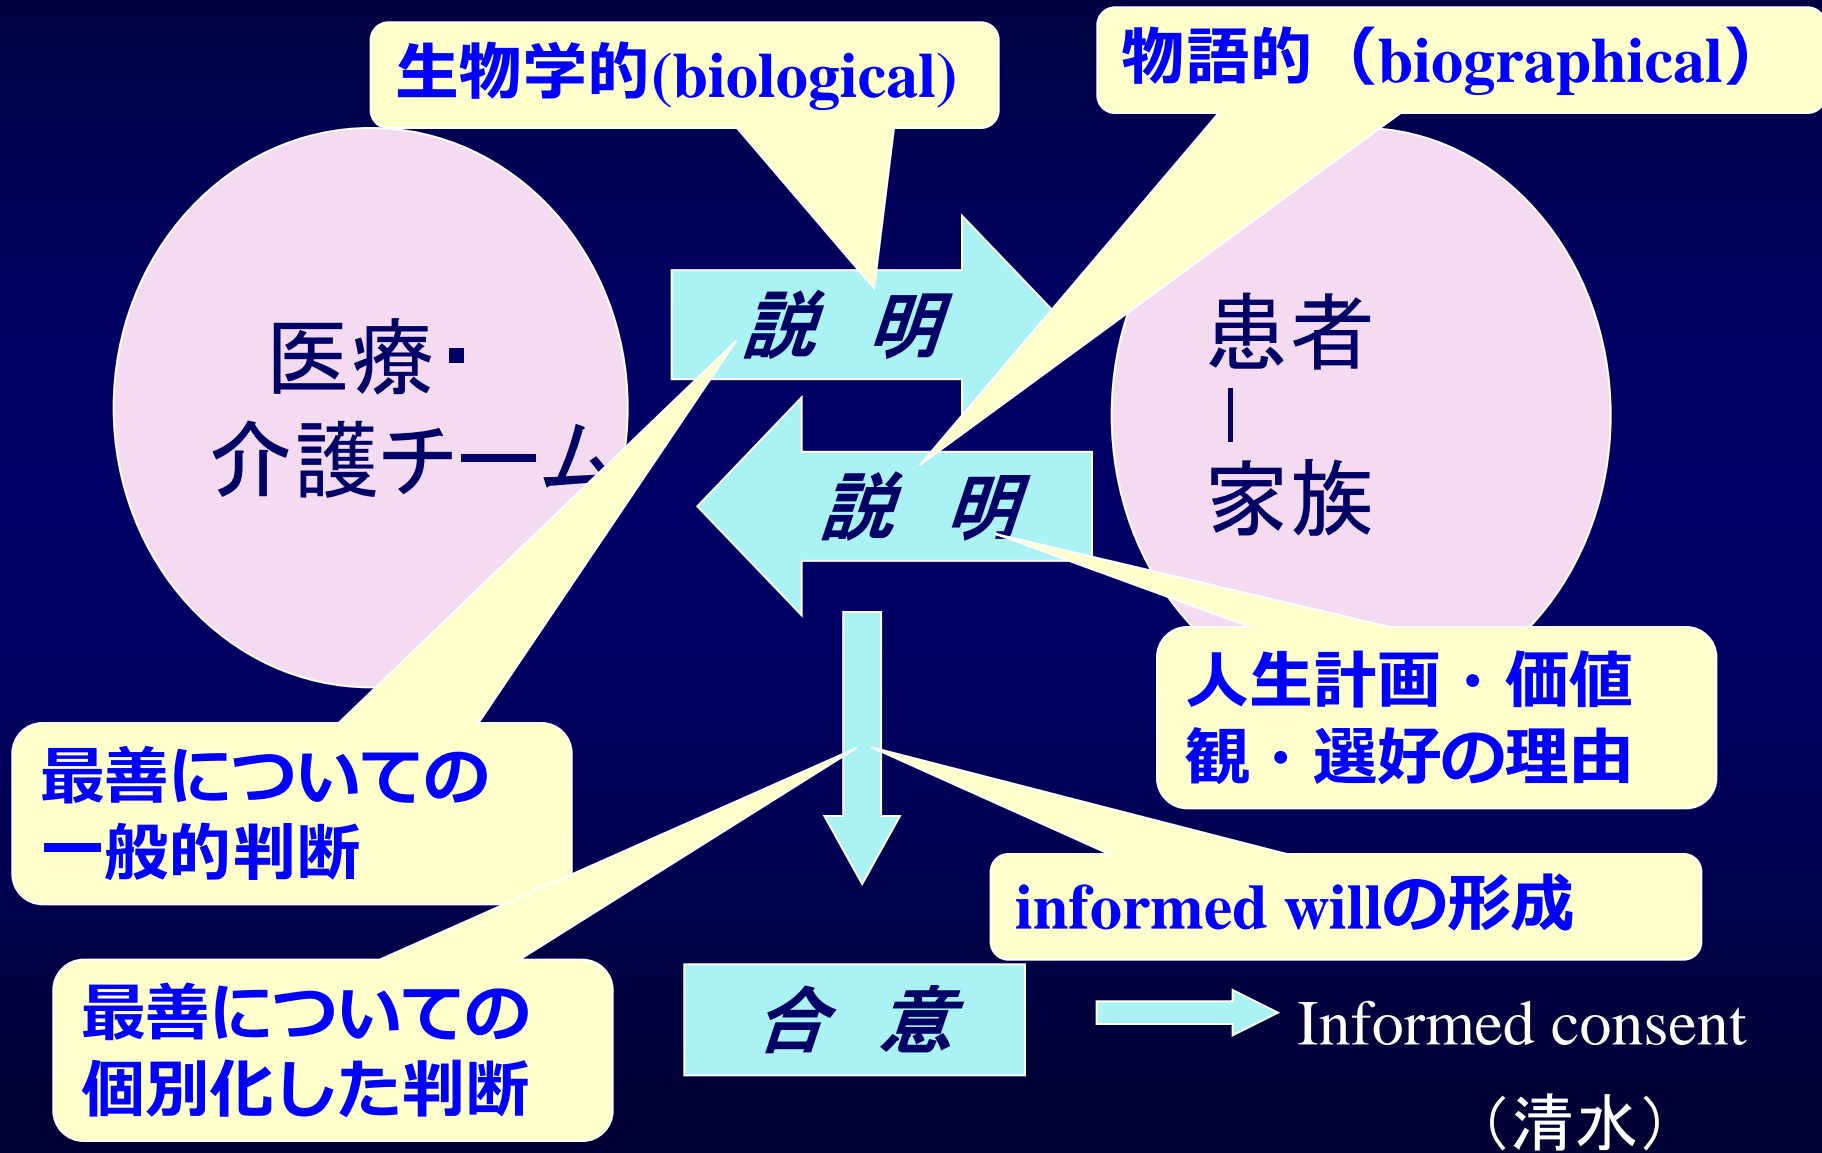 生物学的(biological)
物語的（biographical）
医療・
介護チーム
説 明
患者
｜
家族
説 明
人生計画・価値
観・選好の理由
最善についての
一般的判断
informed willの形成
最善についての
個別化した判断
合 意
Informed consent
（清水）